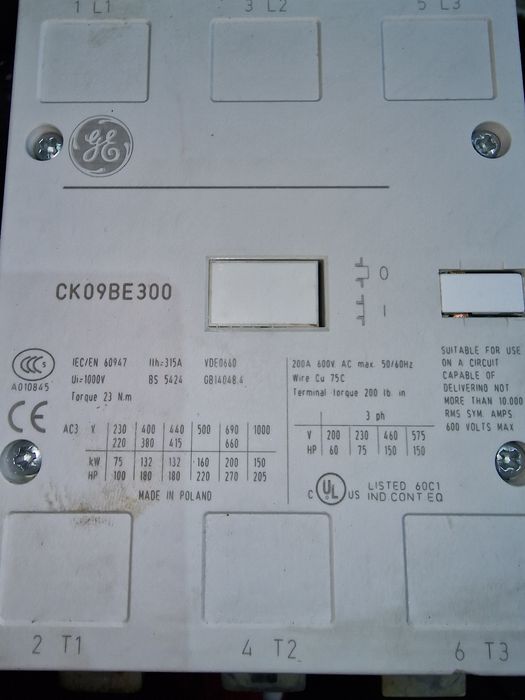 1 L1
3 L2
5 L3
GE
CK09BE300
O
I
CCC S
A010845
CE
IEC/EN 60947 Ith=315A VDE0660
Ui=1000V BS 5424 GB14048.4
Torque 23 N.m
AC3 V 230 400 440 500 690 1000
220 380 415 660
kW 75 132 132 160 200 150
HP 100 180 180 220 270 205
MADE IN POLAND
200A 600V AC max. 50/60Hz
Wire Cu 75C
Terminal torque 200 lb. in
3 ph
V 200 230 460 575
HP 60 75 150 150
C UL US LISTED 60C1
IND.CONT.EQ
SUITABLE FOR USE
ON A CIRCUIT
CAPABLE OF
DELIVERING NOT
MORE THAN 10.000
RMS SYM. AMPS.
600 VOLTS MAX
2 T1
4 T2
6 T3